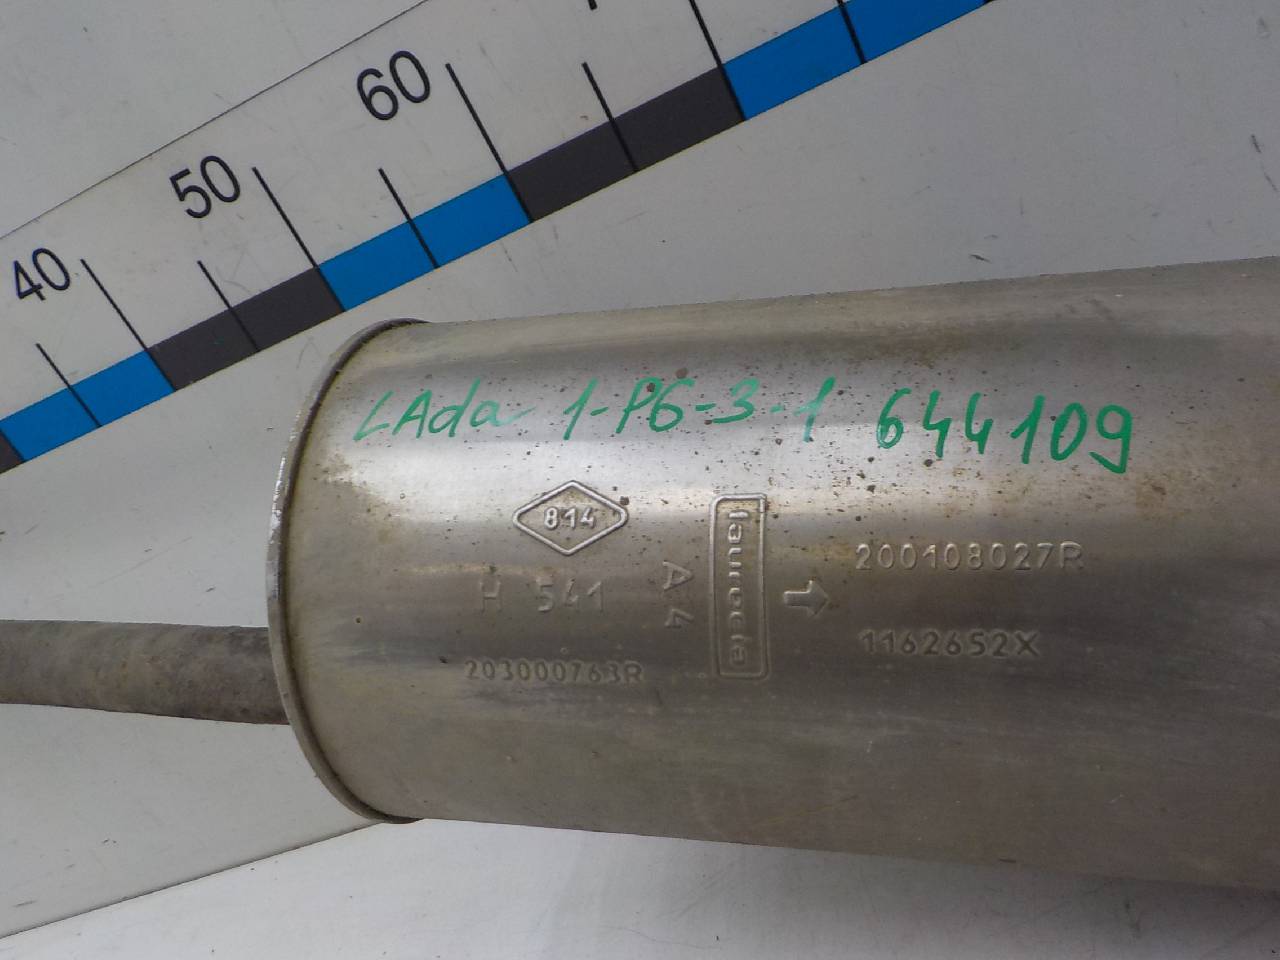 60
50
40
LAda 1-P6-3-1 644109
814
faurecia
200108027R
H 541
A4
1162652X
203000763R